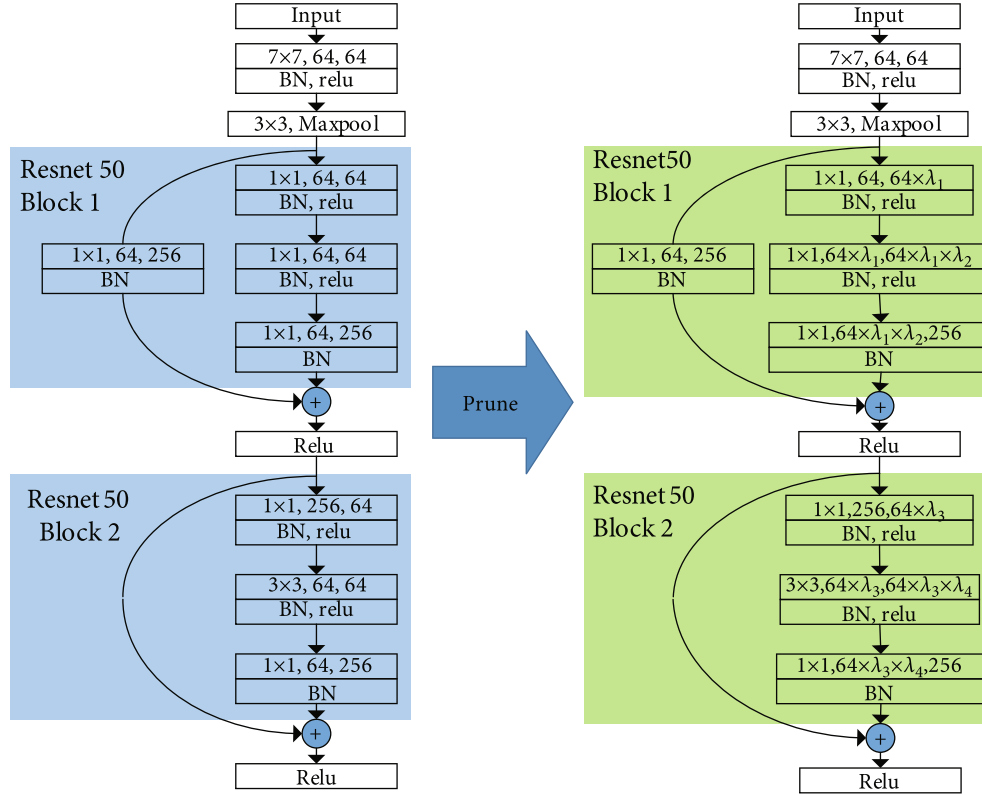 Input
7×7, 64, 64
BN, relu
3×3, Maxpool
Resnet 50
Block 1
1×1, 64, 64
BN, relu
1×1, 64, 256
BN
1×1, 64, 64
BN, relu
1×1, 64, 256
BN
+
Relu
Resnet 50
Block 2
1×1, 256, 64
BN, relu
3×3, 64, 64
BN, relu
1×1, 64, 256
BN
+
Relu
Prune
Input
7×7, 64, 64
BN, relu
3×3, Maxpool
Resnet50
Block 1
1×1, 64, 64×λ₁
BN, relu
1×1, 64, 256
BN
1×1,64×λ₁,64×λ₁×λ₂
BN, relu
1×1,64×λ₁×λ₂,256
BN
+
Relu
Resnet50
Block 2
1×1,256,64×λ₃
BN, relu
3×3,64×λ₃,64×λ₃×λ₄
BN, relu
1×1,64×λ₃×λ₄,256
BN
+
Relu